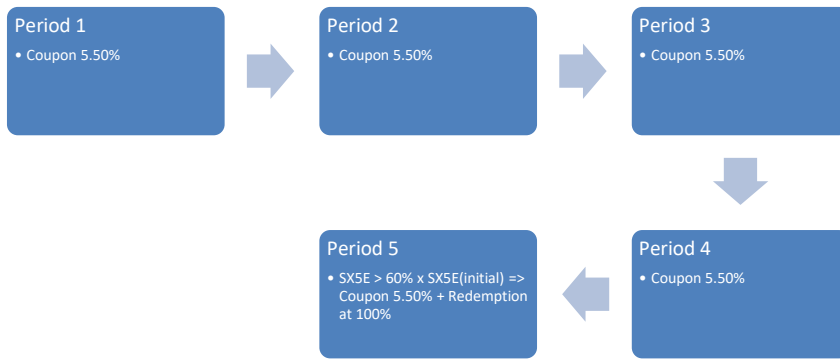 Period 1
• Coupon 5.50%
Period 2
• Coupon 5.50%
Period 3
• Coupon 5.50%
Period 4
• Coupon 5.50%
Period 5
• SX5E > 60% x SX5E(initial) =>
Coupon 5.50% + Redemption
at 100%